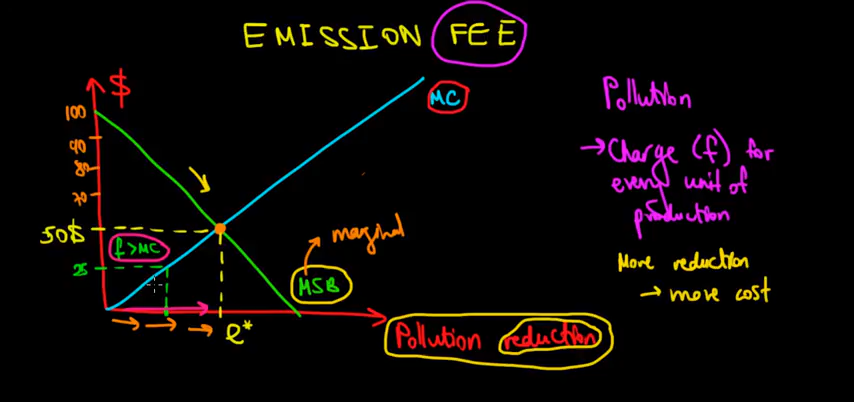 EMISSION FEE
$
MC
100
90
80
70
50$
25
f>MC
marginal
MSB
e*
Pollution reduction
Pollution
→ Charge (f) for
every unit of
production
More reduction
→ more cost